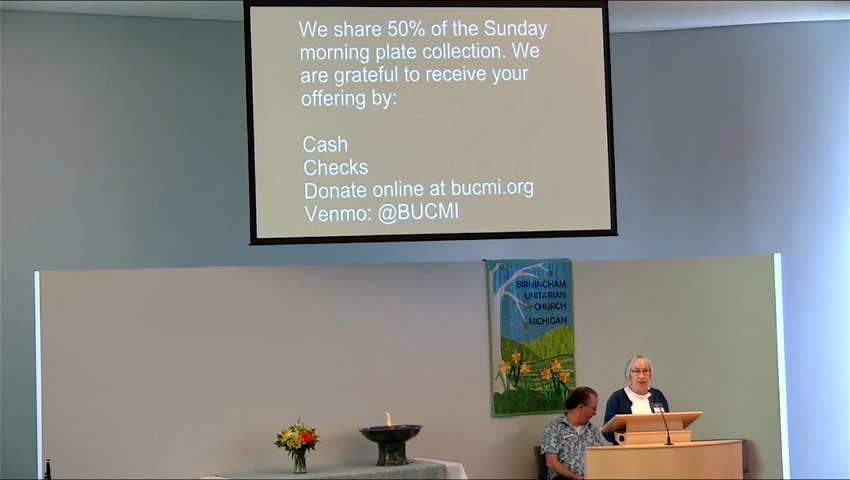 We share 50% of the Sunday
morning plate collection. We
are grateful to receive your
offering by:
Cash
Checks
Donate online at bucmi.org
Venmo: @BUCMI
BIRMINGHAM
UNITARIAN
CHURCH
MICHIGAN